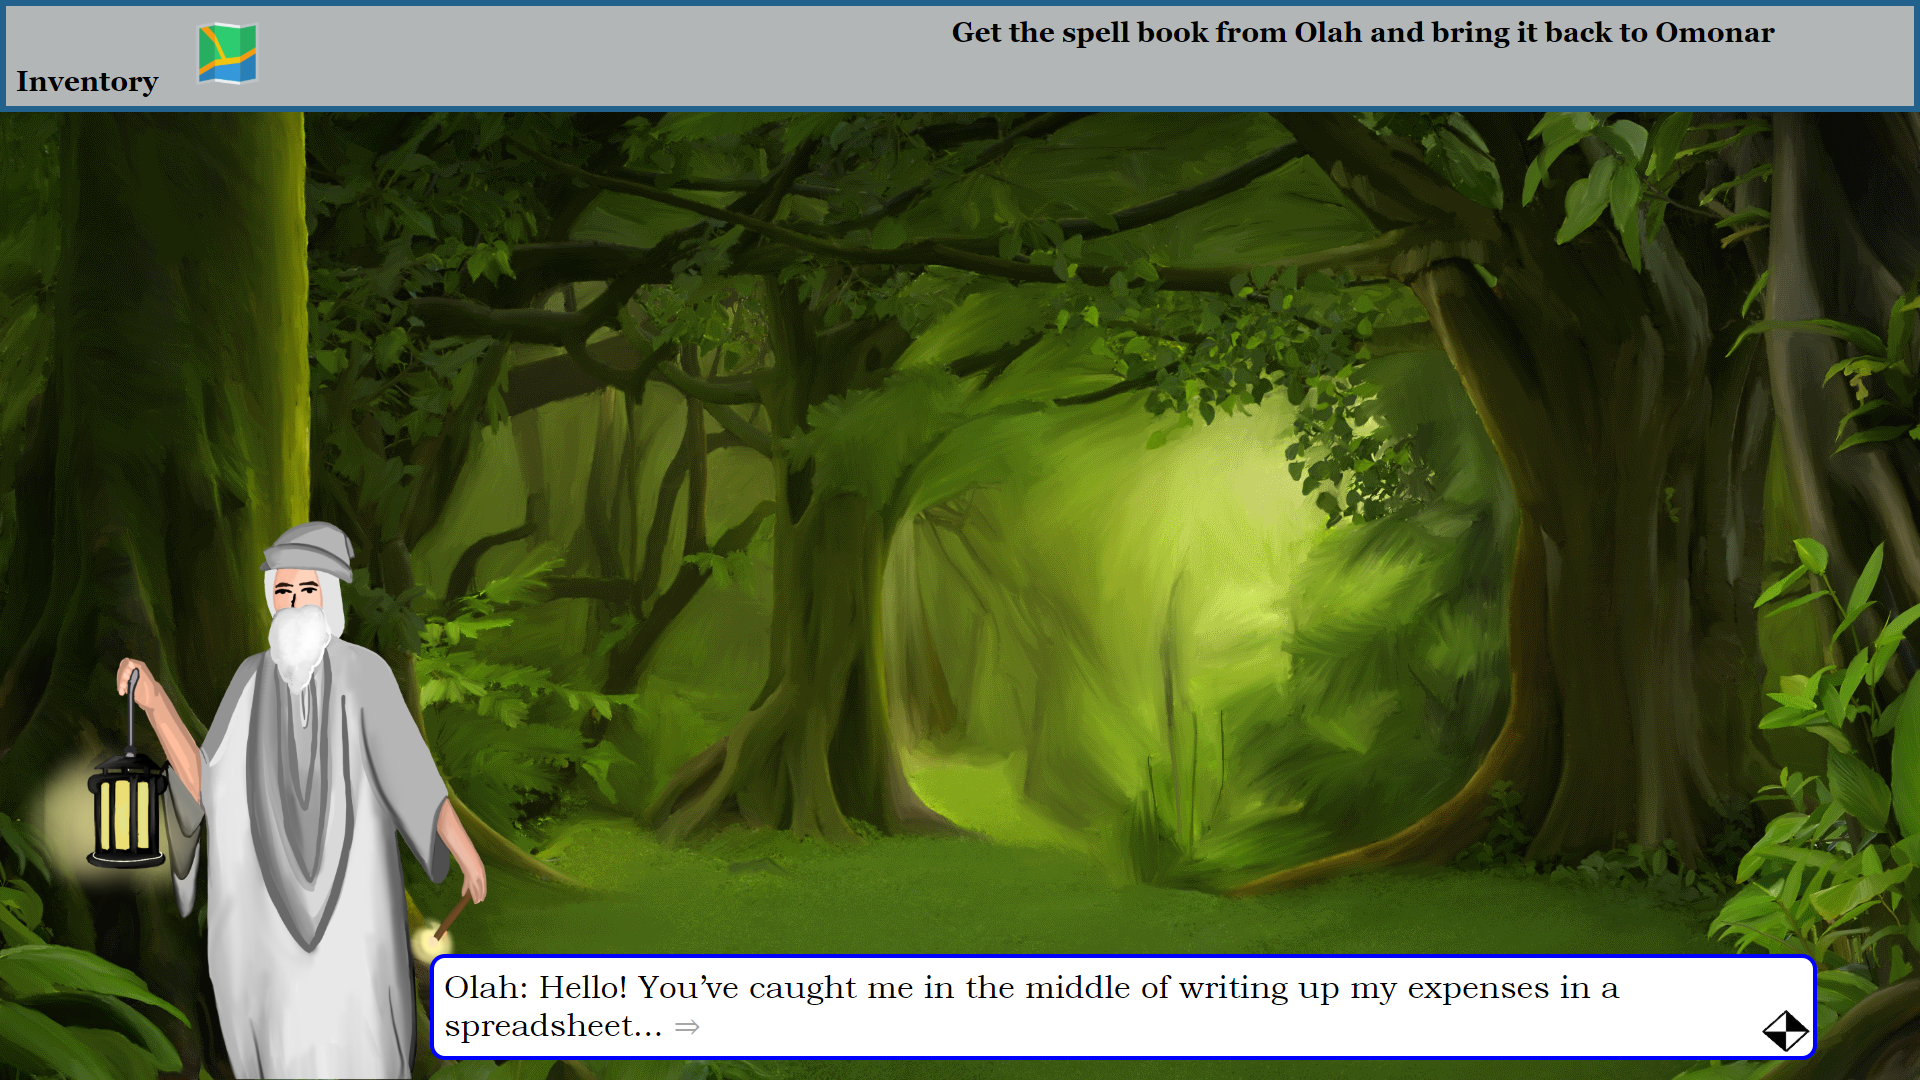 Get the spell book from Olah and bring it back to Omonar
Inventory
Olah: Hello! You’ve caught me in the middle of writing up my expenses in a
spreadsheet... ⇒